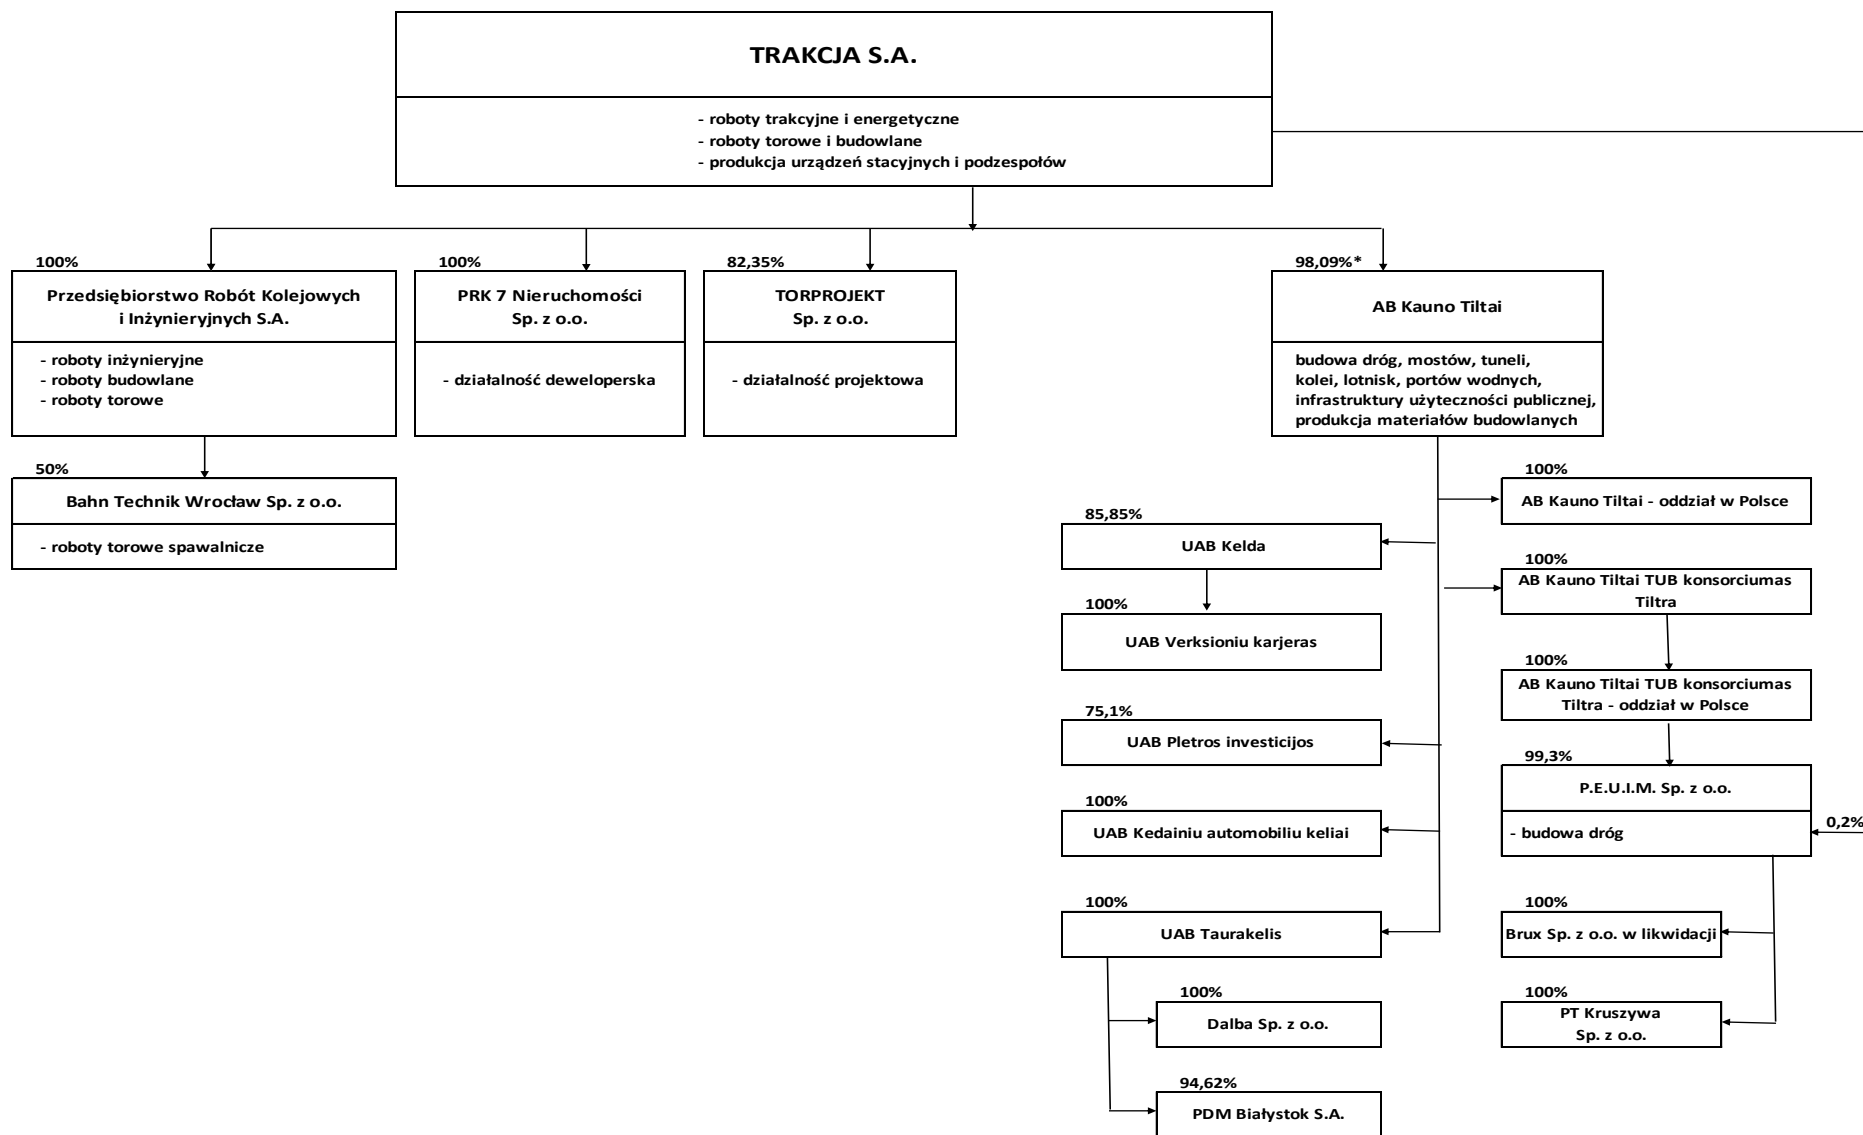 TRAKCJA S.A.
- roboty trakcyjne i energetyczne
- roboty torowe i budowlane
- produkcja urządzeń stacyjnych i podzespołów
100%
Przedsiębiorstwo Robót Kolejowych
i Inżynieryjnych S.A.
- roboty inżynieryjne
- roboty budowlane
- roboty torowe
50%
Bahn Technik Wrocław Sp. z o.o.
- roboty torowe spawalnicze
100%
PRK 7 Nieruchomości
Sp. z o.o.
- działalność deweloperska
82,35%
TORPROJEKT
Sp. z o.o.
- działalność projektowa
98,09%*
AB Kauno Tiltai
budowa dróg, mostów, tuneli,
kolei, lotnisk, portów wodnych,
infrastruktury użyteczności publicznej,
produkcja materiałów budowlanych
85,85%
UAB Kelda
100%
UAB Verksioniu karjeras
75,1%
UAB Pletros investicijos
100%
UAB Kedainiu automobiliu keliai
100%
UAB Taurakelis
100%
Dalba Sp. z o.o.
94,62%
PDM Białystok S.A.
100%
AB Kauno Tiltai - oddział w Polsce
100%
AB Kauno Tiltai TUB konsorciumas
Tiltra
100%
AB Kauno Tiltai TUB konsorciumas
Tiltra - oddział w Polsce
99,3%
P.E.U.I.M. Sp. z o.o.
- budowa dróg
0,2%
100%
Brux Sp. z o.o. w likwidacji
100%
PT Kruszywa
Sp. z o.o.